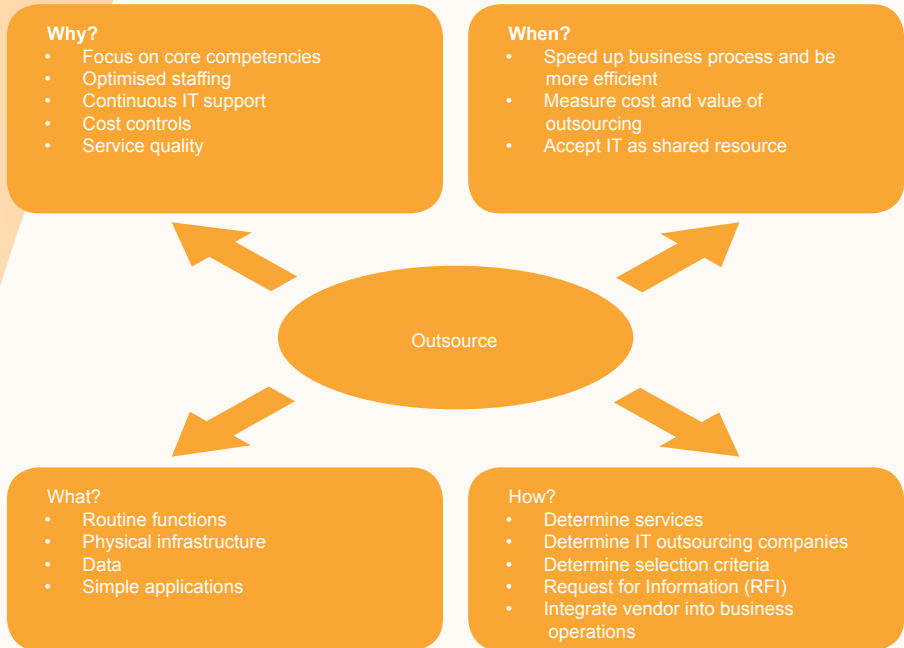 Why?
• Focus on core competencies
• Optimised staffing
• Continuous IT support
• Cost controls
• Service quality
When?
• Speed up business process and be
more efficient
• Measure cost and value of
outsourcing
• Accept IT as shared resource
Outsource
What?
• Routine functions
• Physical infrastructure
• Data
• Simple applications
How?
• Determine services
• Determine IT outsourcing companies
• Determine selection criteria
• Request for Information (RFI)
• Integrate vendor into business
operations